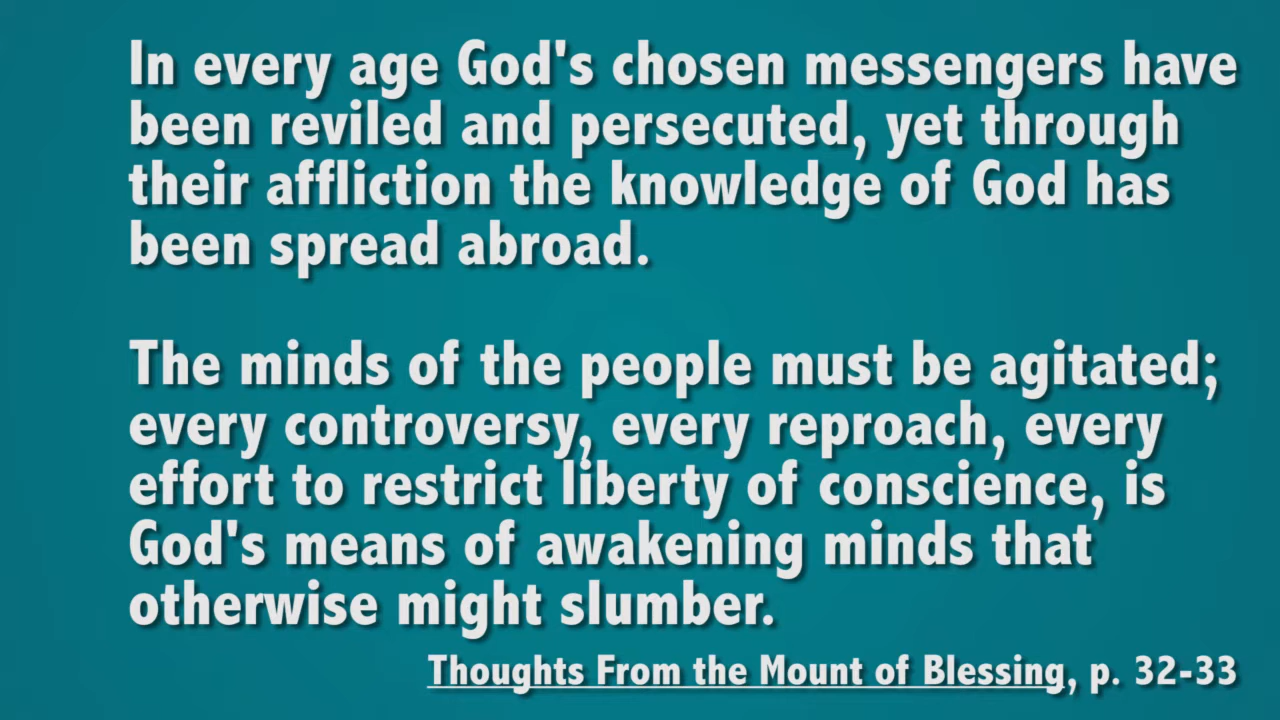 In every age God's chosen messengers have
been reviled and persecuted, yet through
their affliction the knowledge of God has
been spread abroad.
The minds of the people must be agitated;
every controversy, every reproach, every
effort to restrict liberty of conscience, is
God's means of awakening minds that
otherwise might slumber.
Thoughts From the Mount of Blessing, p. 32-33